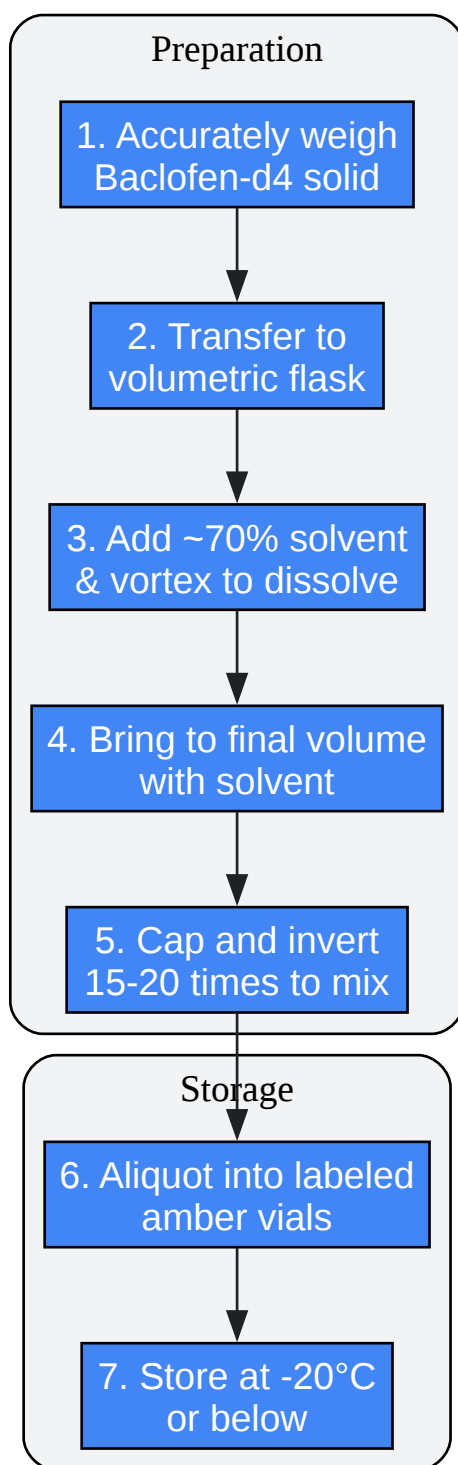 Preparation
1. Accurately weigh
Baclofen-d4 solid
2. Transfer to
volumetric flask
3. Add ~70% solvent
& vortex to dissolve
4. Bring to final volume
with solvent
5. Cap and invert
15-20 times to mix
Storage
6. Aliquot into labeled
amber vials
7. Store at -20°C
or below